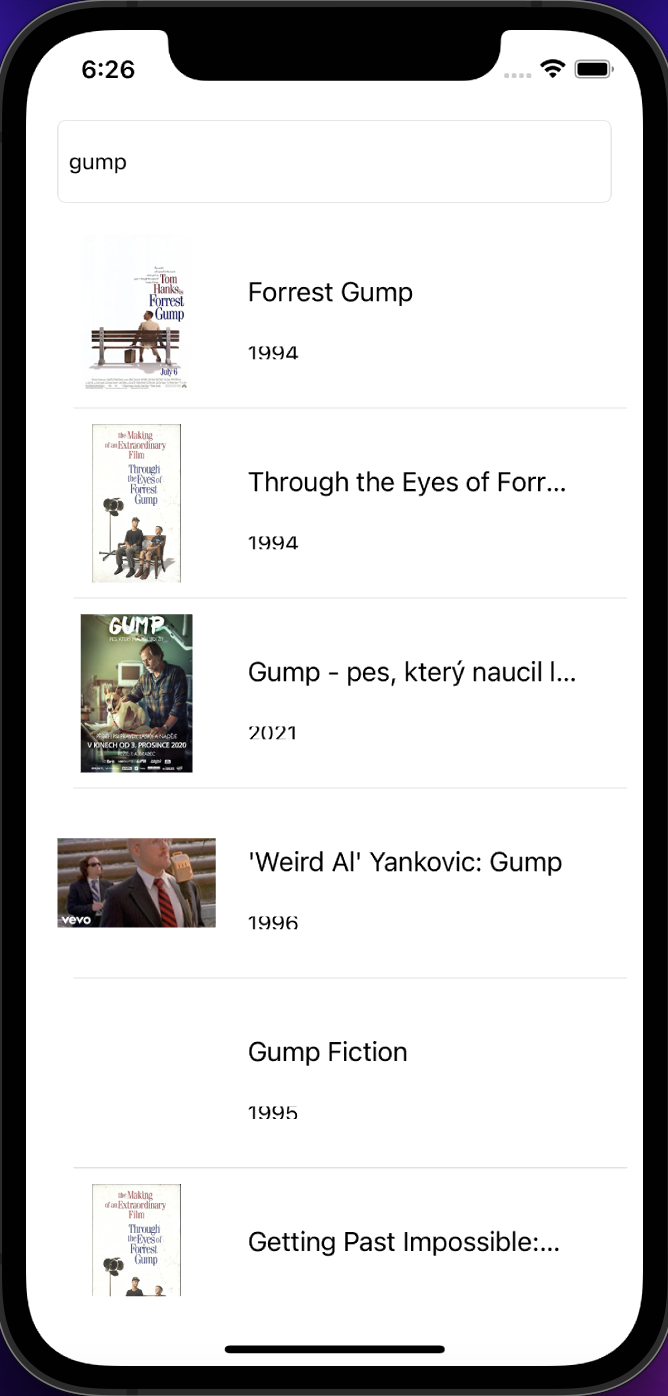 6:26
gump
Tom
Hanks is
Forrest
Gump
July 6
Forrest Gump
1994
the Making
of an Extraordinary
Film
Through
the Eyes of
Forrest
Gump
Through the Eyes of Forr...
1994
GUMP
V KINECH OD 3. PROSINCE 2020
Gump - pes, který naucil l...
2021
vevo
'Weird Al' Yankovic: Gump
1996
Gump Fiction
1995
the Making
of an Extraordinary
Film
Through
the Eyes of
Forrest
Gump
Getting Past Impossible:...